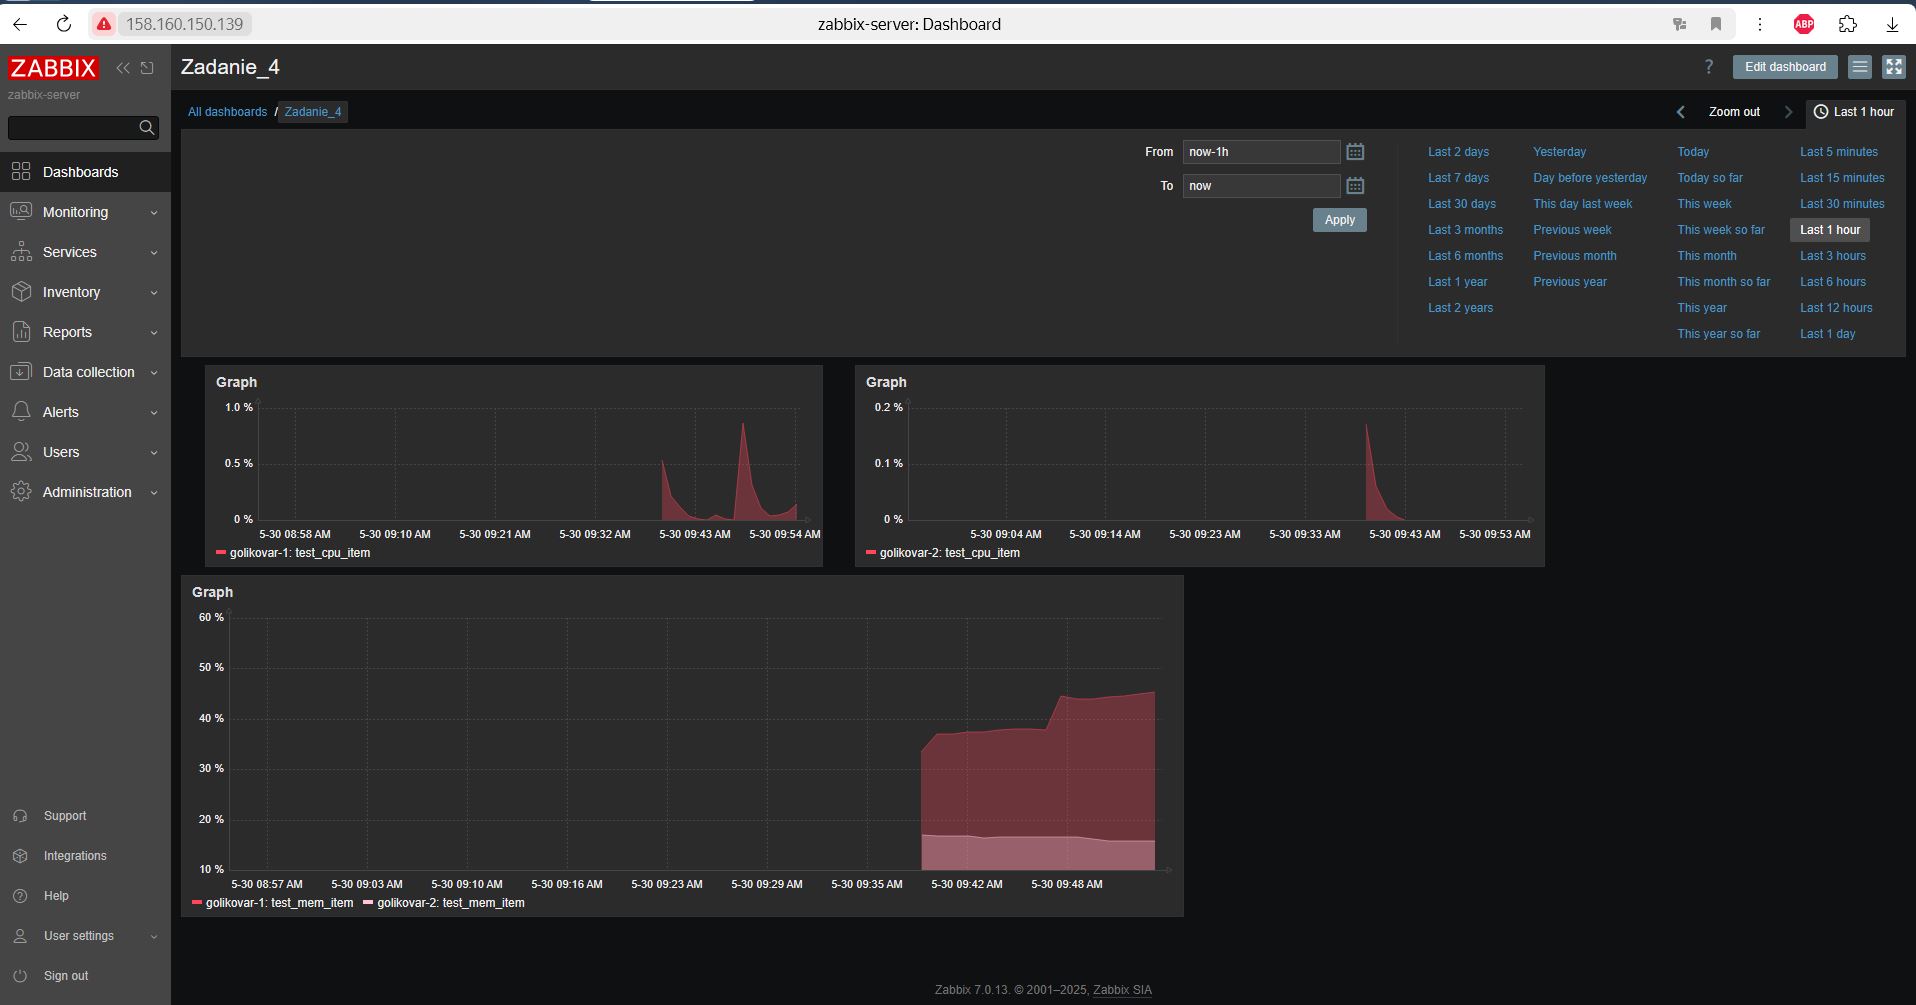 158.160.150.139
zabbix-server: Dashboard
ABP
ZABBIX
zabbix-server
Dashboards
Monitoring
Services
Inventory
Reports
Data collection
Alerts
Users
Administration
Support
Integrations
Help
User settings
Sign out
Zadanie_4
? Edit dashboard
All dashboards / Zadanie_4
Zoom out Last 1 hour
From now-1h
To now
Apply
Last 2 days Yesterday Today Last 5 minutes
Last 7 days Day before yesterday Today so far Last 15 minutes
Last 30 days This day last week This week Last 30 minutes
Last 3 months Previous week This week so far Last 1 hour
Last 6 months Previous month This month Last 3 hours
Last 1 year Previous year This month so far Last 6 hours
Last 2 years This year Last 12 hours
This year so far Last 1 day
Graph
1.0 %
0.5 %
0 %
5-30 08:58 AM 5-30 09:10 AM 5-30 09:21 AM 5-30 09:32 AM 5-30 09:43 AM 5-30 09:54 AM
golikovar-1: test_cpu_item
Graph
0.2 %
0.1 %
0 %
5-30 09:04 AM 5-30 09:14 AM 5-30 09:23 AM 5-30 09:33 AM 5-30 09:43 AM 5-30 09:53 AM
golikovar-2: test_cpu_item
Graph
60 %
50 %
40 %
30 %
20 %
10 %
5-30 08:57 AM 5-30 09:03 AM 5-30 09:10 AM 5-30 09:16 AM 5-30 09:23 AM 5-30 09:29 AM 5-30 09:35 AM 5-30 09:42 AM 5-30 09:48 AM
golikovar-1: test_mem_item golikovar-2: test_mem_item
Zabbix 7.0.13. © 2001–2025, Zabbix SIA